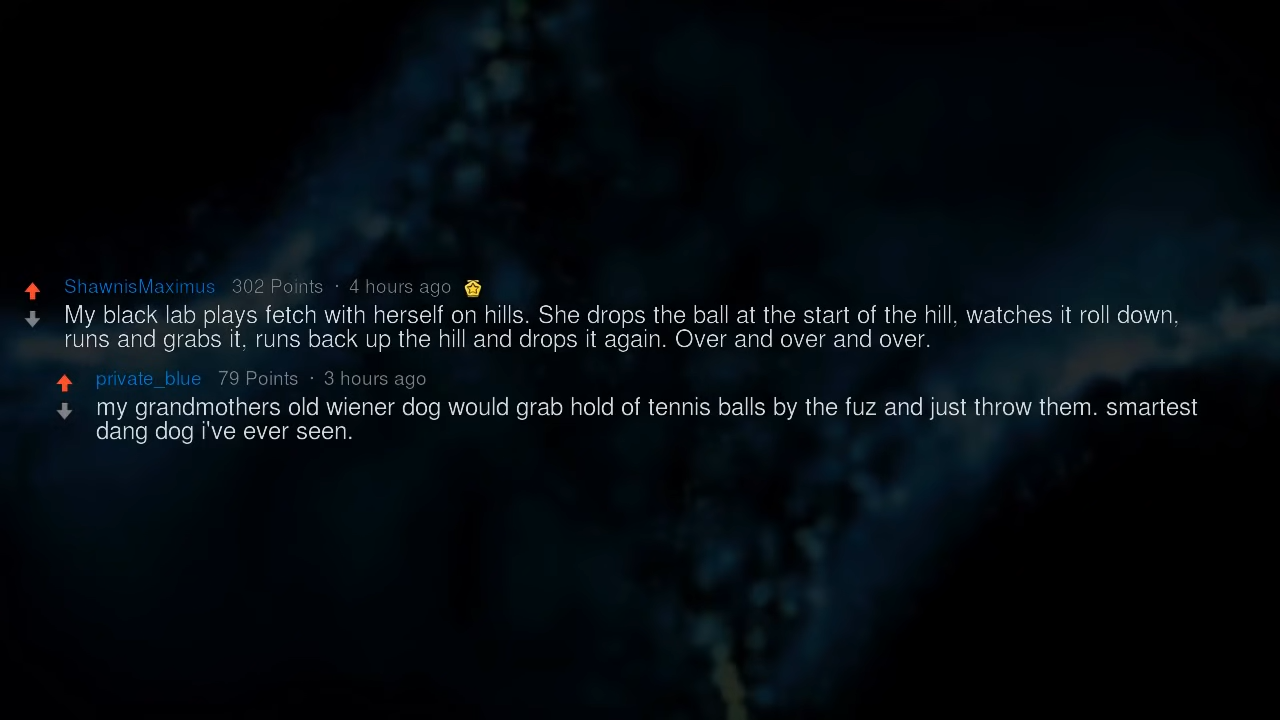 ShawnisMaximus 302 Points · 4 hours ago
My black lab plays fetch with herself on hills. She drops the ball at the start of the hill, watches it roll down,
runs and grabs it, runs back up the hill and drops it again. Over and over and over.
private_blue 79 Points · 3 hours ago
my grandmothers old wiener dog would grab hold of tennis balls by the fuz and just throw them. smartest
dang dog i've ever seen.